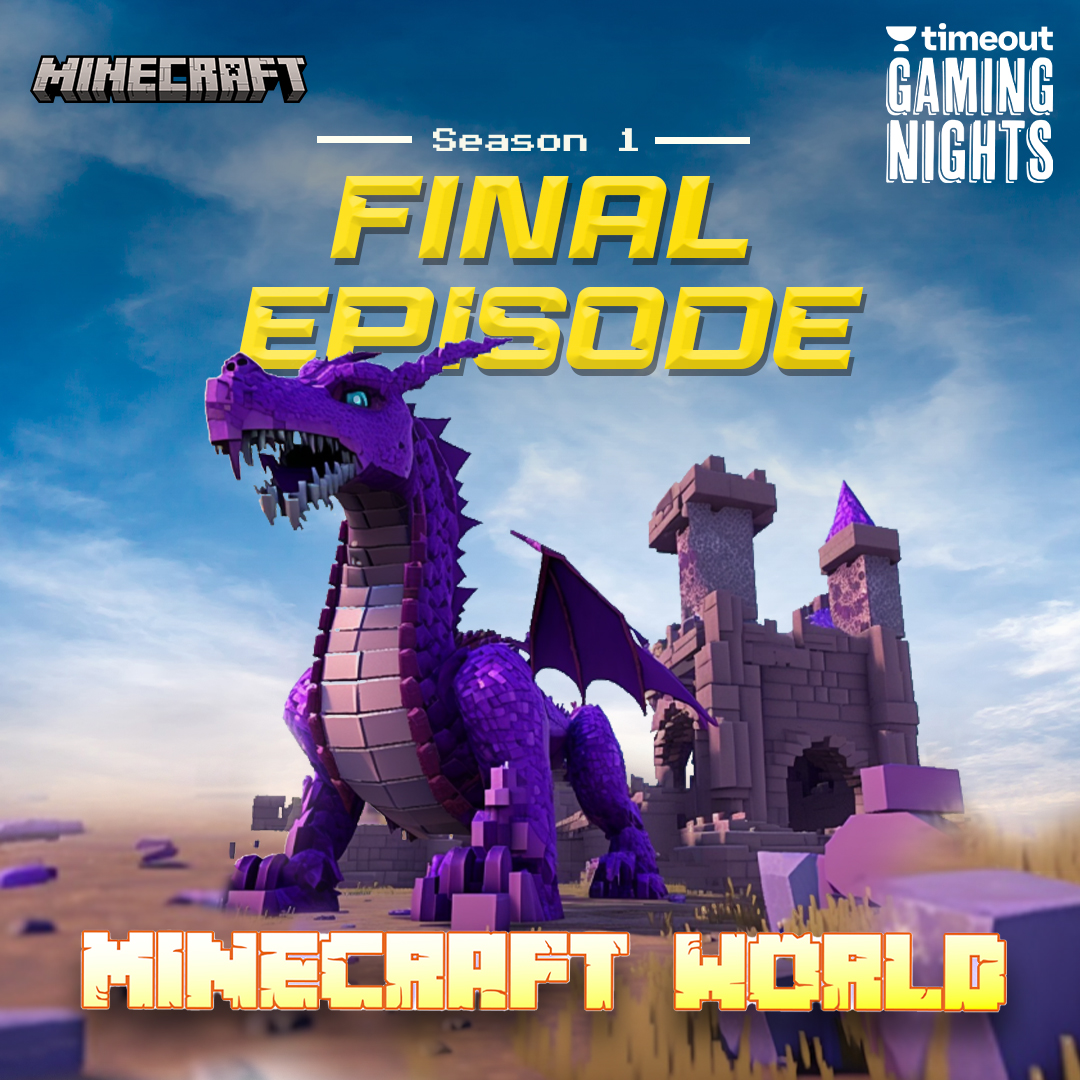 MINECRAFT
timeout
GAMING
NIGHTS
Season 1
FINAL
EPISODE
MINECRAFT WORLD